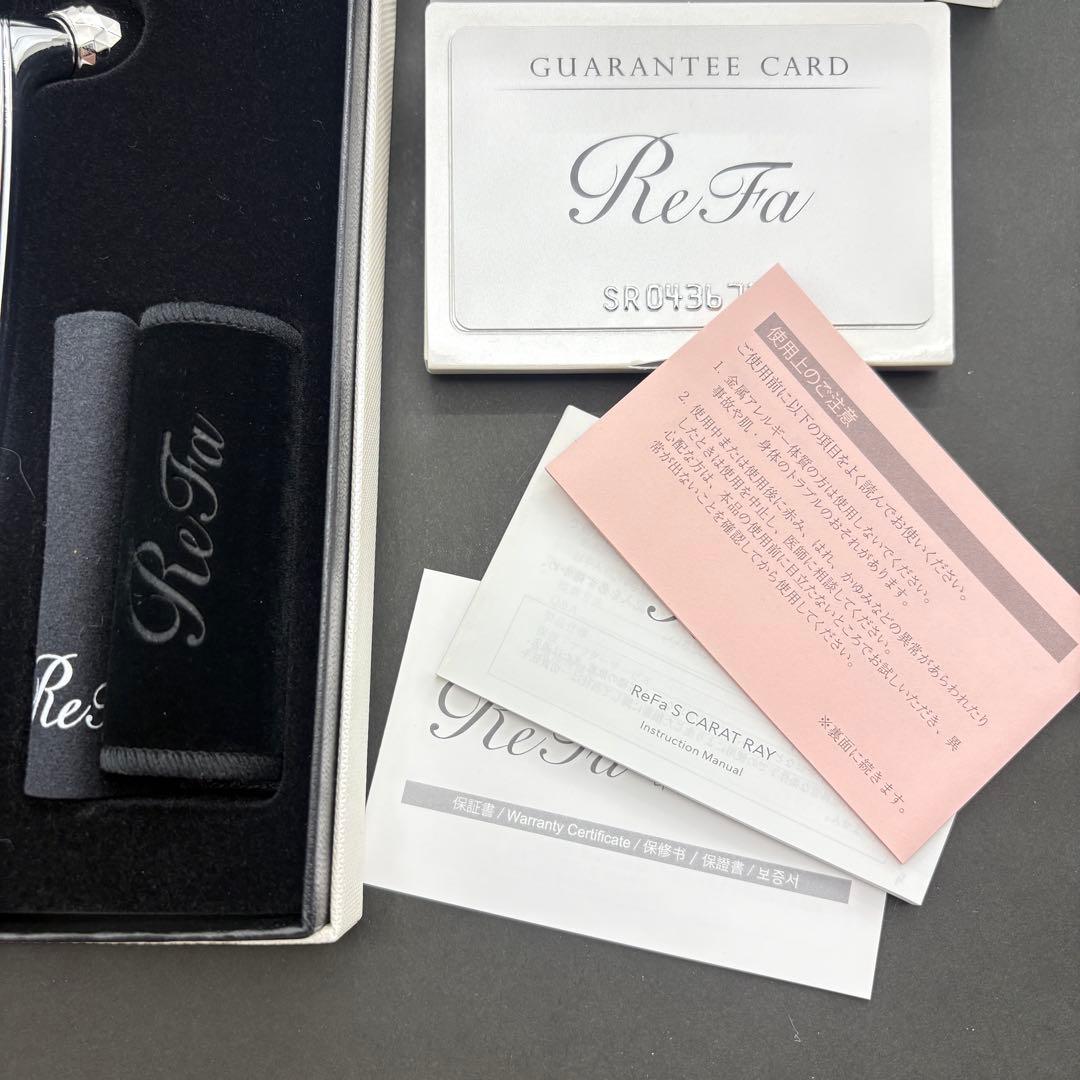 GUARANTEE CARD
ReFa
SR0436
使用上のご注意
ご使用前に以下の項目をよく読んでお使いください。
1. 金属アレルギー体質の方は使用しないでください。
事故や肌・身体のトラブルのおそれがあります。
2. 使用中または使用後に赤み、はれ、かゆみなどの異常があらわれたり
したときは使用を中止し、医師に相談してください。
心配な方は、本品の使用前に目立たないところでお試しいただき、異
常が出ないことを確認してから使用してください。
※裏面に続きます。
ReFa S CARAT RAY
Instruction Manual
ReFa
保証書 / Warranty Certificate / 保修书 / 保證書 / 보증서
ReFa
ReFa